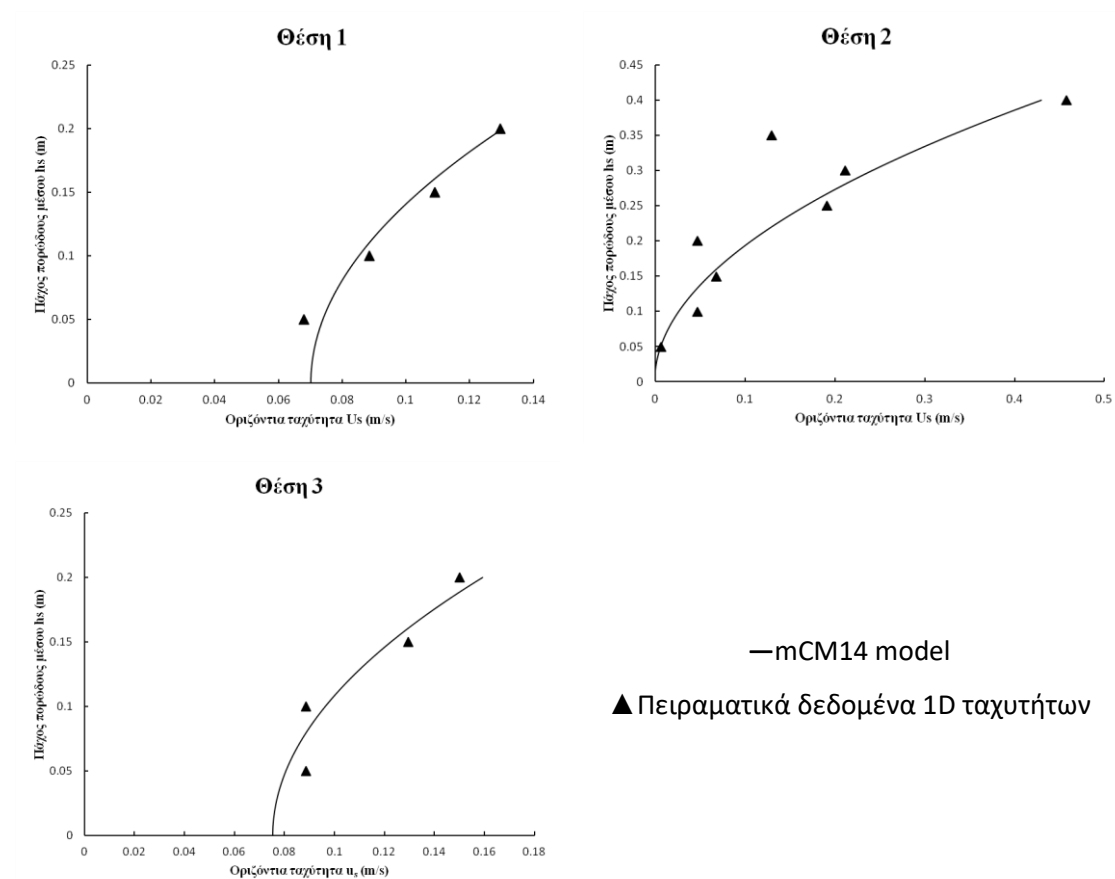 Θέση 1
0.25
0.2
0.15
0.1
0.05
0
Πάχος πορώδους μέσου hs (m)
0 0.02 0.04 0.06 0.08 0.1 0.12 0.14
Οριζόντια ταχύτητα Us (m/s)
Θέση 2
0.45
0.4
0.35
0.3
0.25
0.2
0.15
0.1
0.05
0
Πάχος πορώδους μέσου hs (m)
0 0.1 0.2 0.3 0.4 0.5
Οριζόντια ταχύτητα Us (m/s)
Θέση 3
0.25
0.2
0.15
0.1
0.05
0
Πάχος πορώδους μέσου hs (m)
0 0.02 0.04 0.06 0.08 0.1 0.12 0.14 0.16 0.18
Οριζόντια ταχύτητα us (m/s)
mCM14 model
Πειραματικά δεδομένα 1D ταχυτήτων